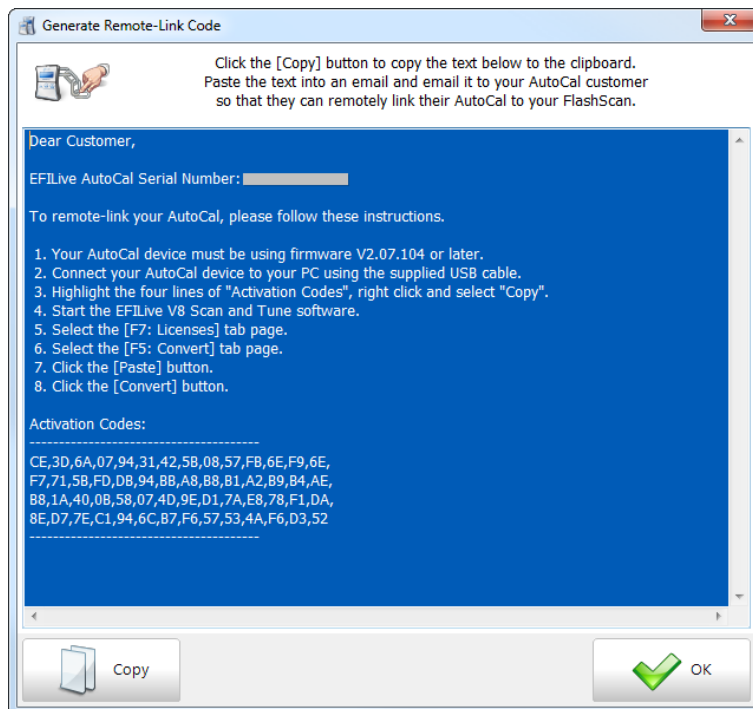 Generate Remote-Link Code
Click the [Copy] button to copy the text below to the clipboard.
Paste the text into an email and email it to your AutoCal customer
so that they can remotely link their AutoCal to your FlashScan.
Dear Customer,
EFILive AutoCal Serial Number:
To remote-link your AutoCal, please follow these instructions.
1. Your AutoCal device must be using firmware V2.07.104 or later.
2. Connect your AutoCal device to your PC using the supplied USB cable.
3. Highlight the four lines of "Activation Codes", right click and select "Copy".
4. Start the EFILive V8 Scan and Tune software.
5. Select the [F7: Licenses] tab page.
6. Select the [F5: Convert] tab page.
7. Click the [Paste] button.
8. Click the [Convert] button.
Activation Codes:
---------------------------------------
CE,3D,6A,07,94,31,42,5B,08,57,FB,6E,F9,6E,
F7,71,5B,FD,DB,94,BB,A8,B8,B1,A2,B9,B4,AE,
B8,1A,40,0B,58,07,4D,9E,D1,7A,E8,78,F1,DA,
8E,D7,7E,C1,94,6C,B7,F6,57,53,4A,F6,D3,52
---------------------------------------
Copy
OK